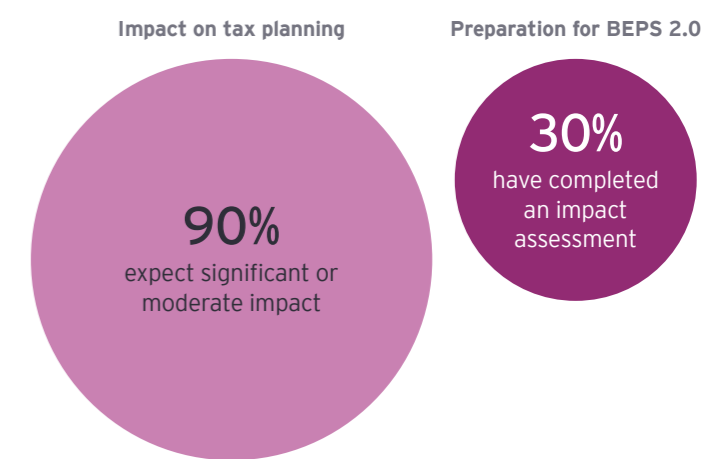 Impact on tax planning
90%
expect significant or
moderate impact
Preparation for BEPS 2.0
30%
have completed
an impact
assessment